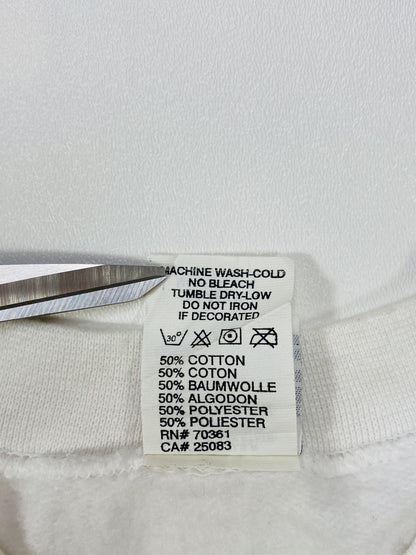 MACHINE WASH-COLD
NO BLEACH
TUMBLE DRY-LOW
DO NOT IRON
IF DECORATED
30°
50% COTTON
50% COTON
50% BAUMWOLLE
50% ALGODON
50% POLYESTER
50% POLIESTER
RN# 70361
CA# 25083